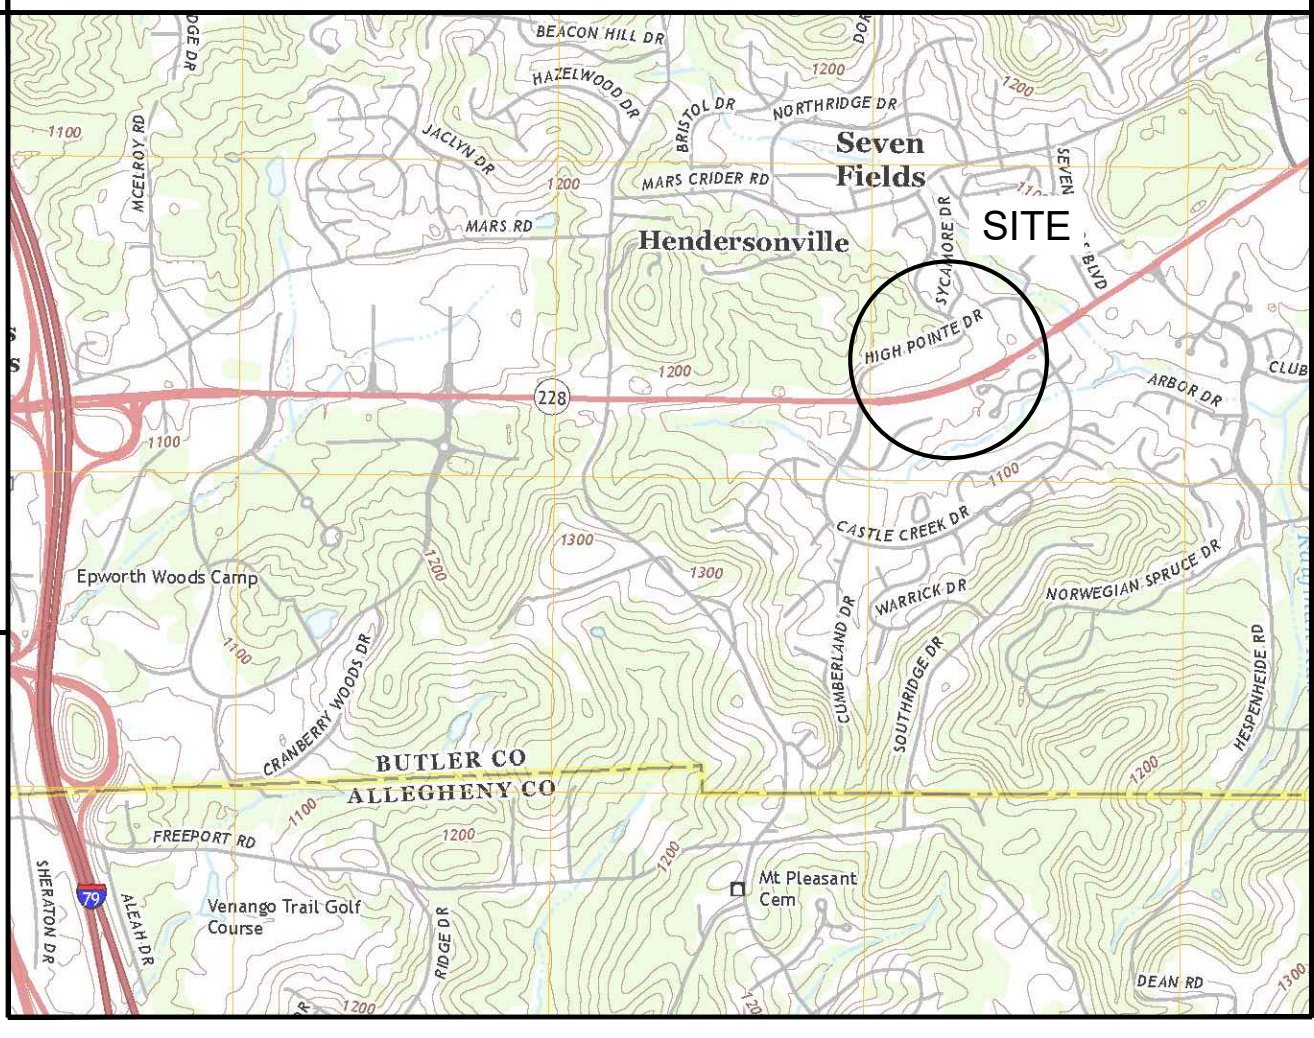 BEACON HILL DR
HAZELWOOD DR
1200
1200
BRISTOL DR
NORTHRIDGE DR
1100
MCELROY RD
JACLYN DR
Seven
Fields
SEVEN
1200
MARS CRIDER RD
MARS RD
Hendersonville
SYCAMORE DR
SITE
S BLVD
HIGH POINTE DR
1200
228
ARBOR DR
CLUB
1100
1100
CASTLE CREEK DR
1300
1200
1300
Epworth Woods Camp
WARRICK DR
NORWEGIAN SPRUCE DR
1100
CUMBERLAND DR
SOUTHRIDGE DR
HESPENHEIDE RD
CRANBERRY WOODS DR
BUTLER CO
ALLEGHENY CO
1200
1100
FREEPORT RD
1200
1200
SHERATON DR
79
ALEAH DR
Venango Trail Golf
Course
Mt Pleasant
Cem
RIDGE DR
DEAN RD
1300
1200